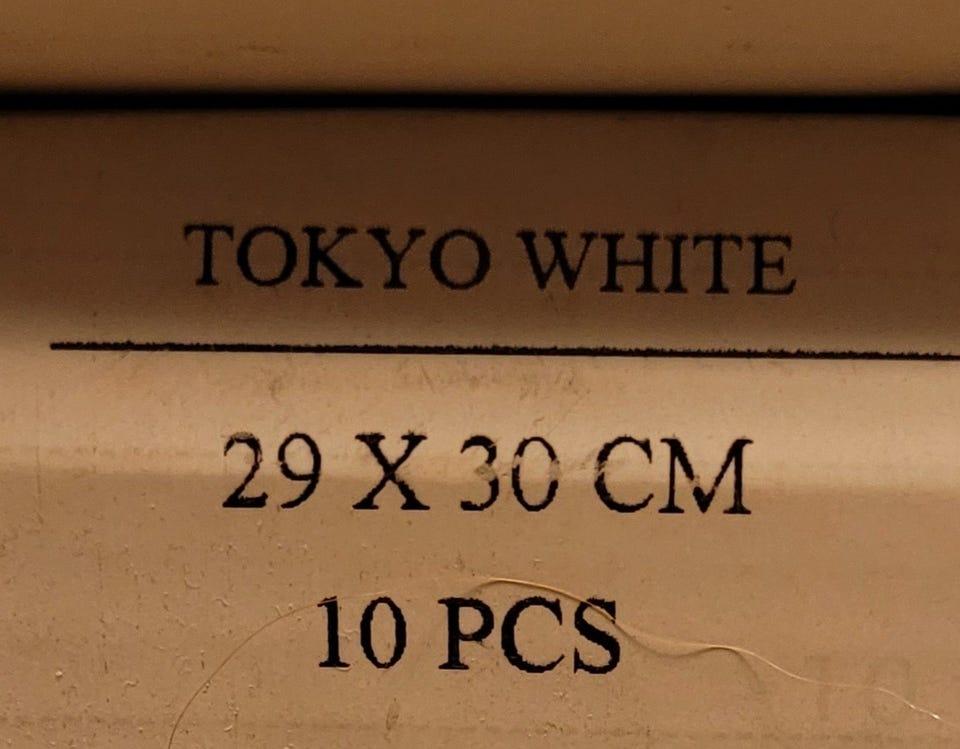 TOKYO WHITE
29 X 30 CM
10 PCS